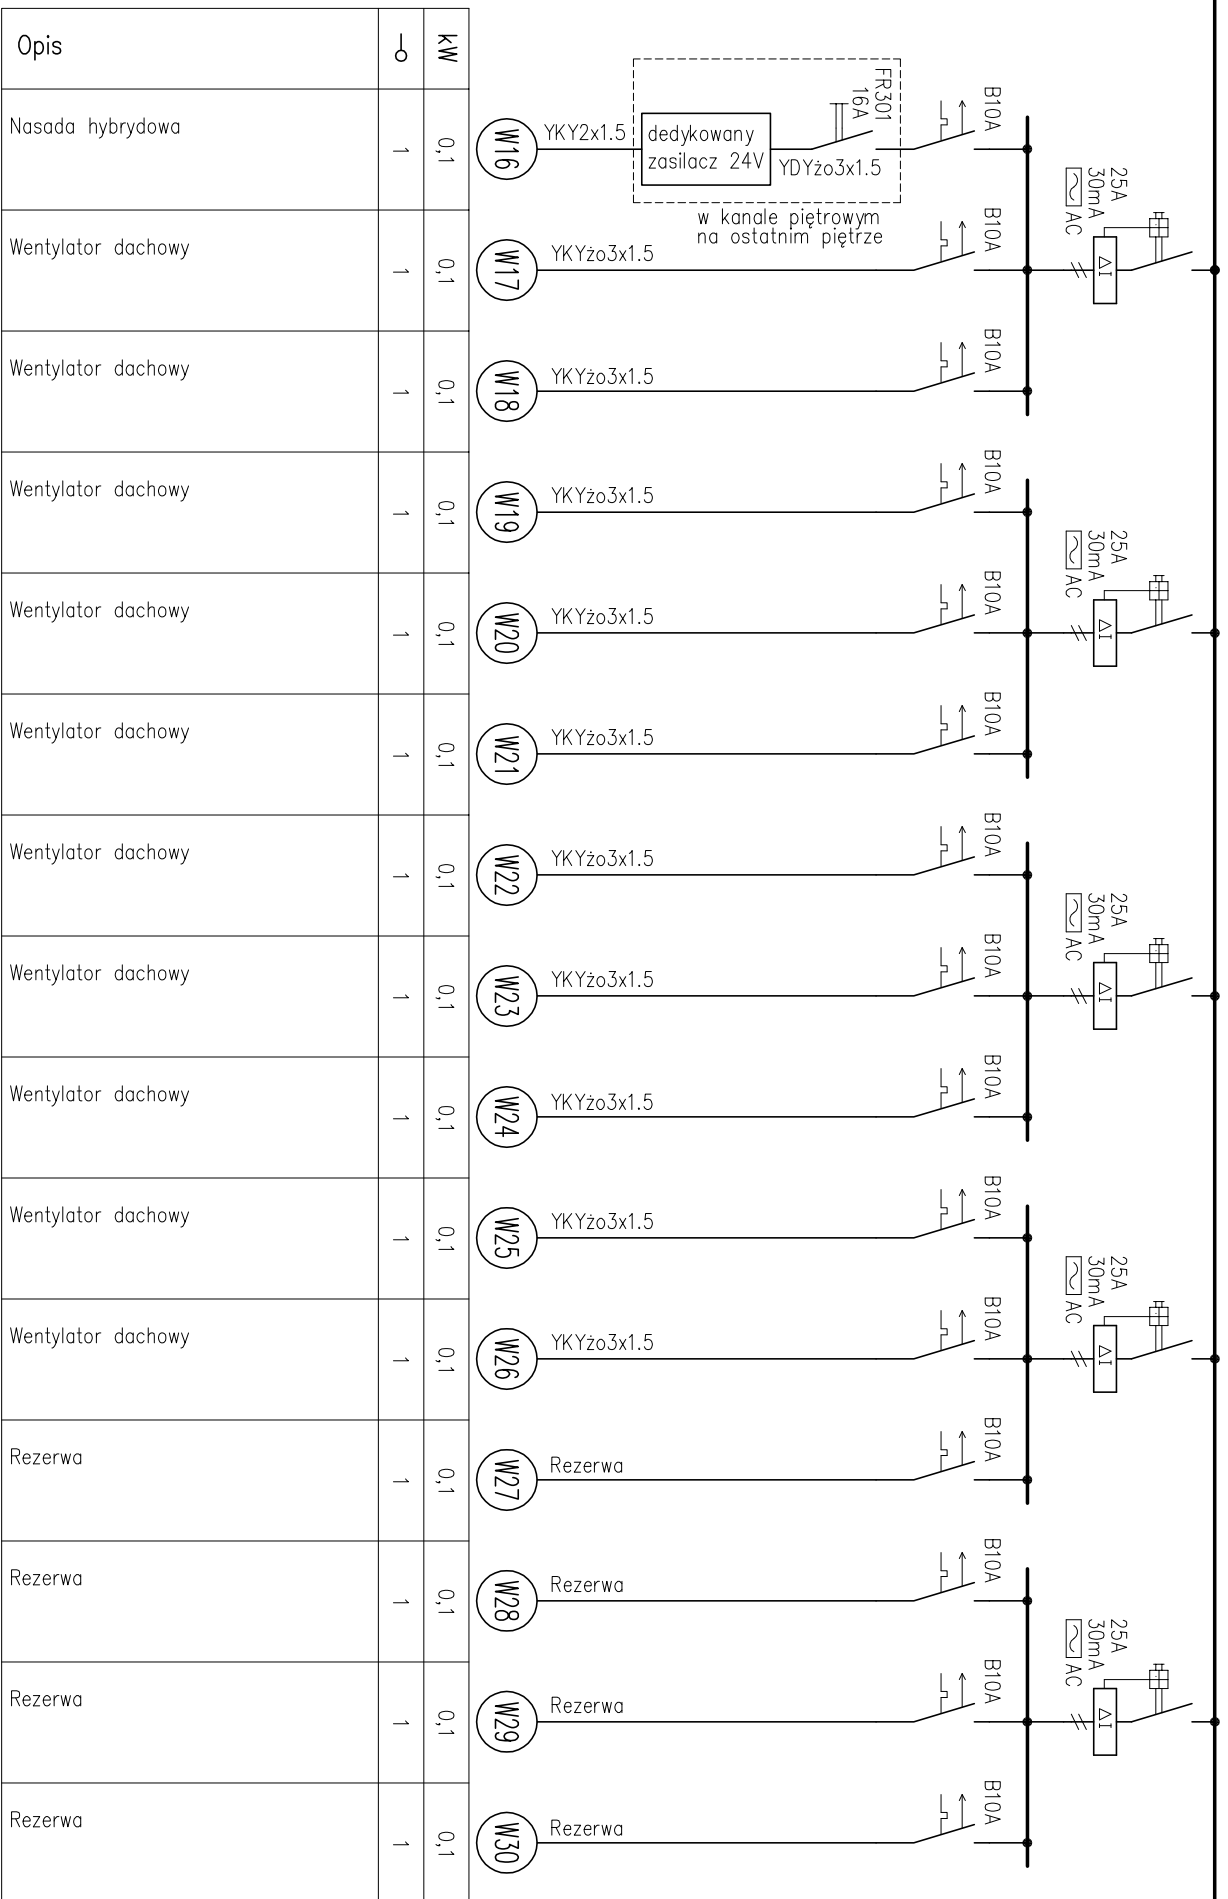 Opis
kW
Nasada hybrydowa
1
0,1
W16
YKY2x1.5
dedykowany
zasilacz 24V
YDYżo3x1.5
FR301
16A
B10A
w kanale piętrowym
na ostatnim piętrze
25A
30mA
AC
ΔI
Wentylator dachowy
1
0,1
W17
YKYżo3x1.5
B10A
Wentylator dachowy
1
0,1
W18
YKYżo3x1.5
B10A
Wentylator dachowy
1
0,1
W19
YKYżo3x1.5
B10A
25A
30mA
AC
ΔI
Wentylator dachowy
1
0,1
W20
YKYżo3x1.5
B10A
Wentylator dachowy
1
0,1
W21
YKYżo3x1.5
B10A
Wentylator dachowy
1
0,1
W22
YKYżo3x1.5
B10A
25A
30mA
AC
ΔI
Wentylator dachowy
1
0,1
W23
YKYżo3x1.5
B10A
Wentylator dachowy
1
0,1
W24
YKYżo3x1.5
B10A
Wentylator dachowy
1
0,1
W25
YKYżo3x1.5
B10A
25A
30mA
AC
ΔI
Wentylator dachowy
1
0,1
W26
YKYżo3x1.5
B10A
Rezerwa
1
0,1
W27
Rezerwa
B10A
Rezerwa
1
0,1
W28
Rezerwa
B10A
25A
30mA
AC
ΔI
Rezerwa
1
0,1
W29
Rezerwa
B10A
Rezerwa
1
0,1
W30
Rezerwa
B10A